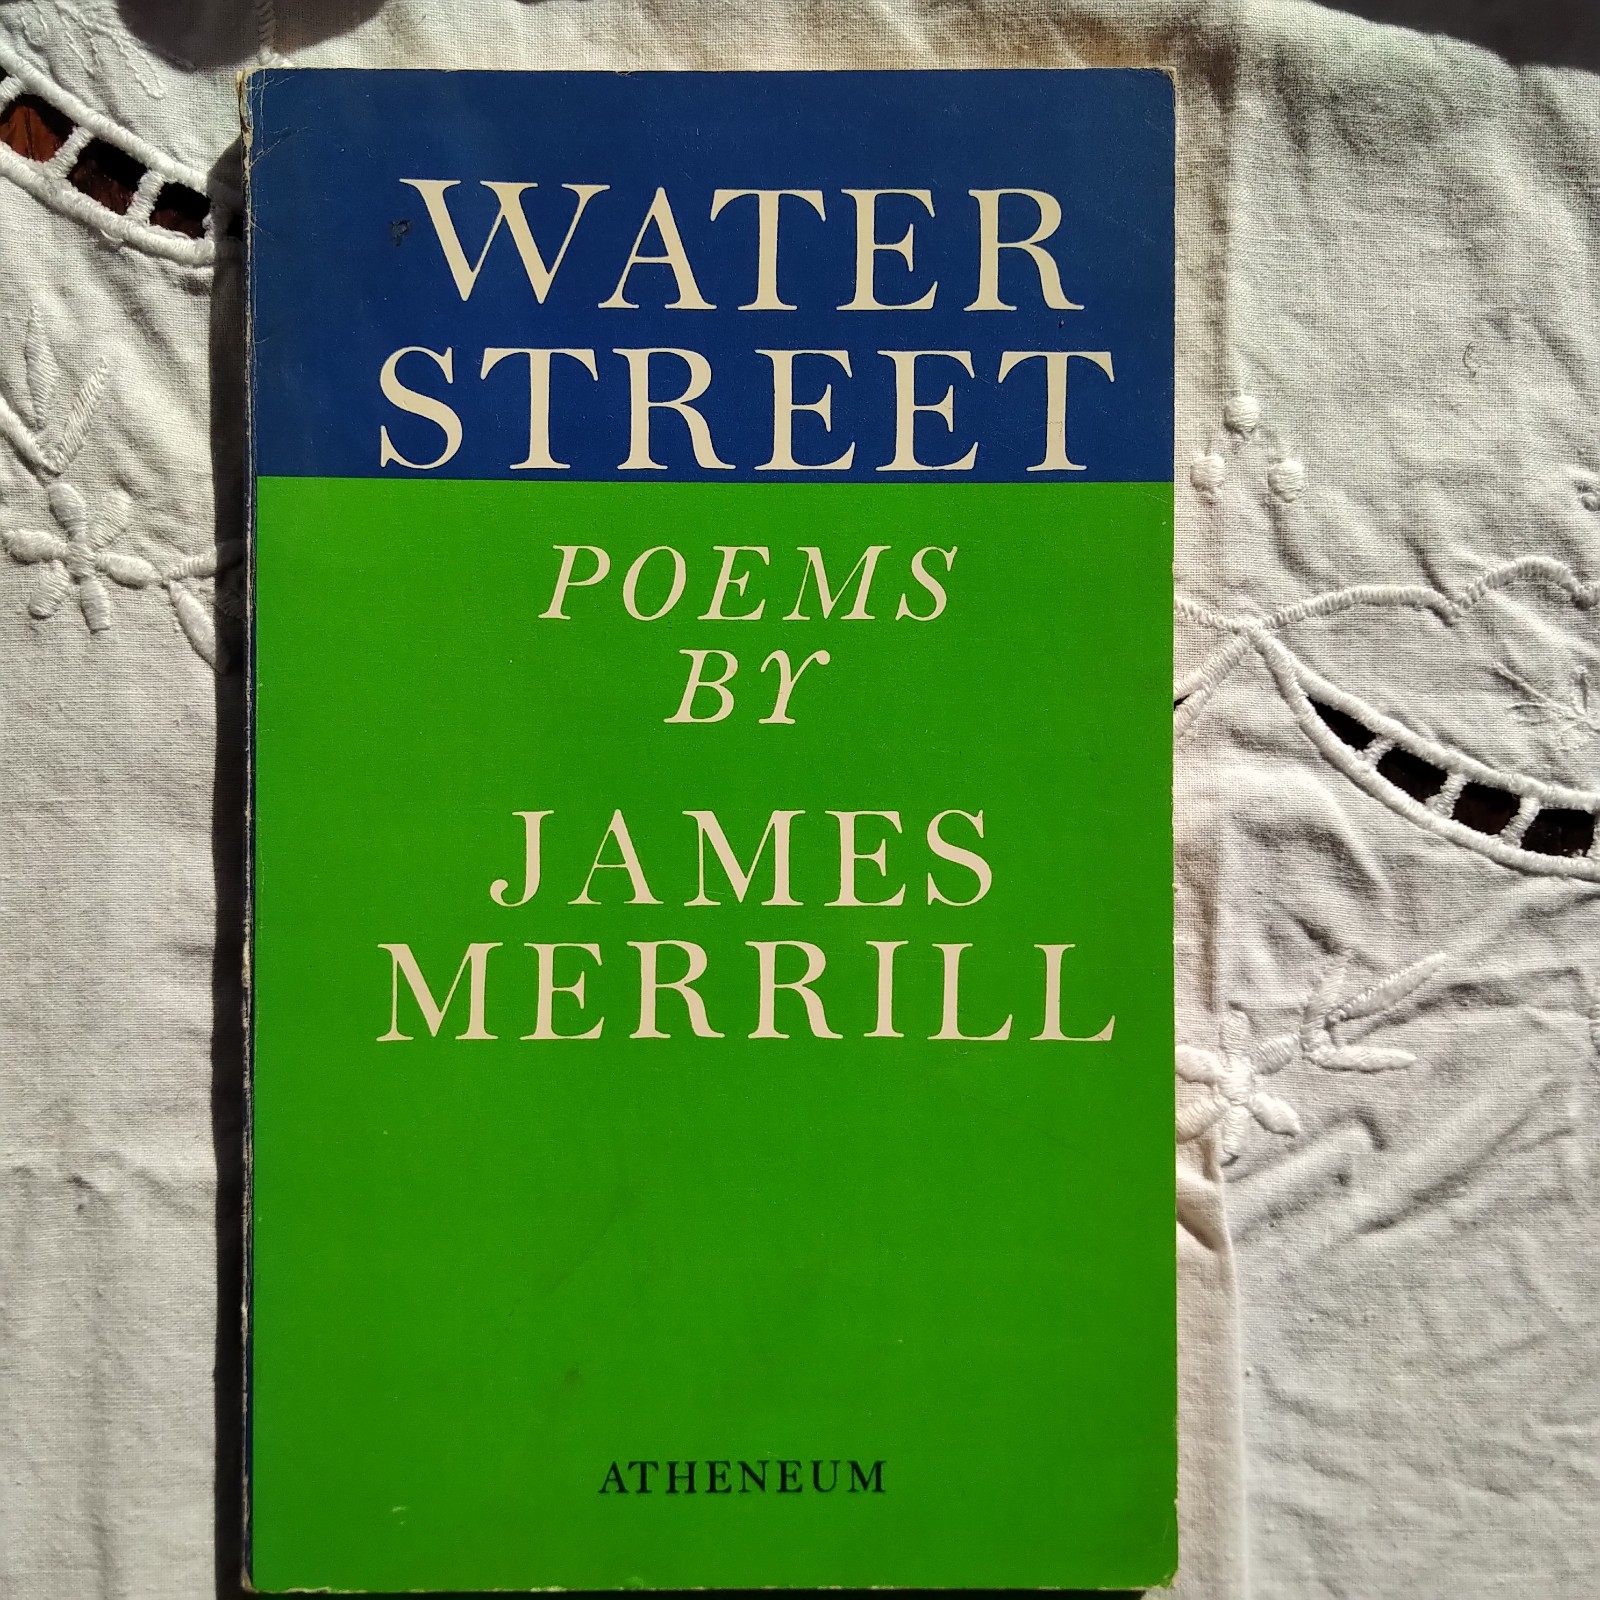 WATER
STREET
POEMS
BY
JAMES
MERRILL
ATHENEUM